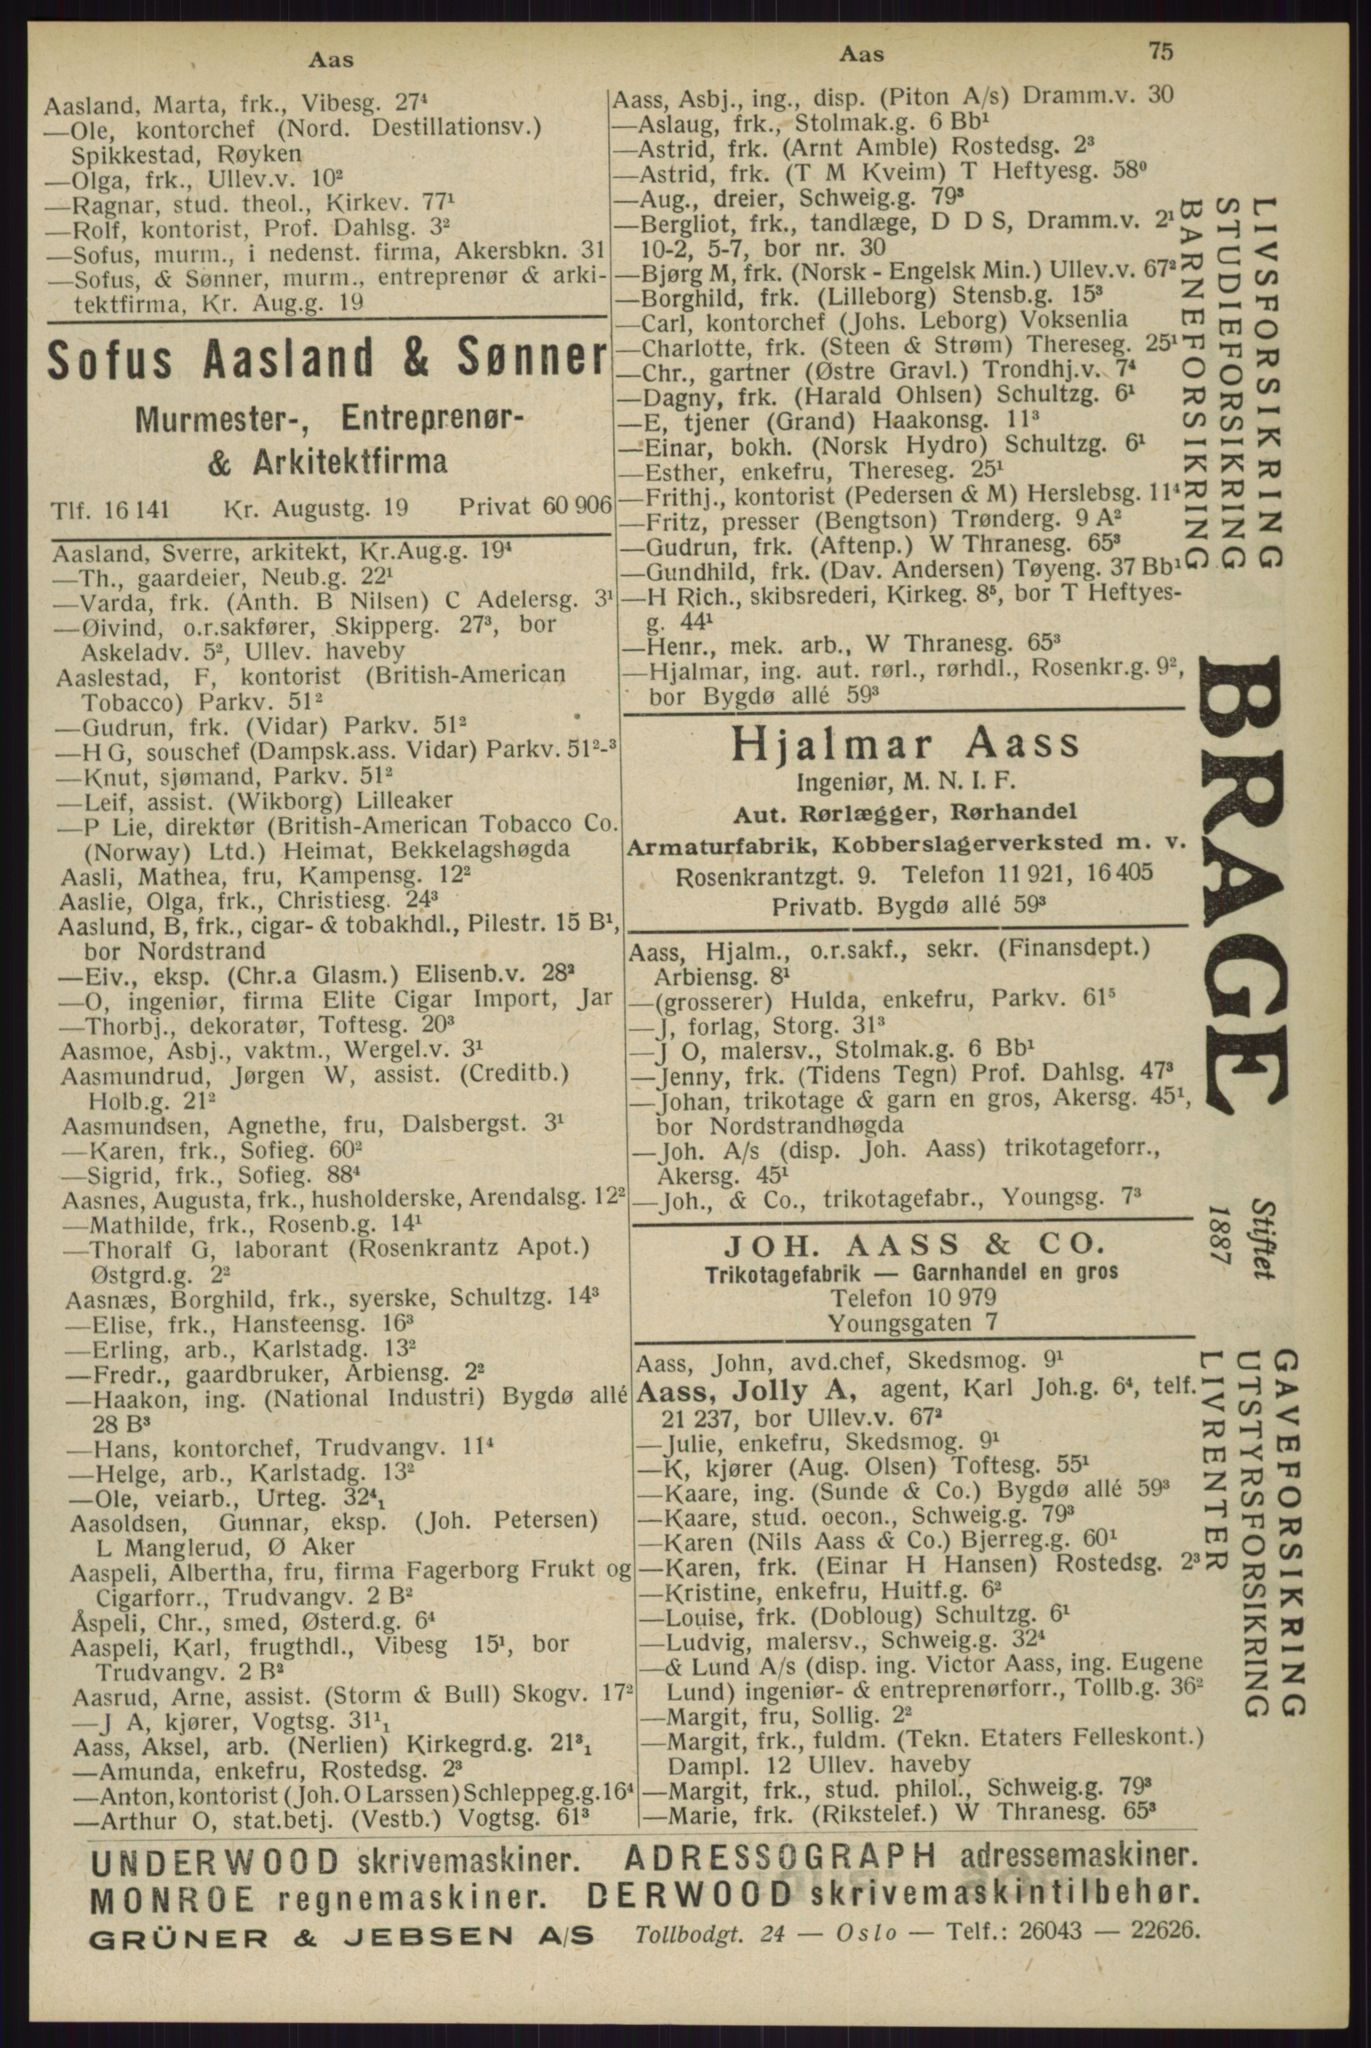 Aas
Aasland, Marta, frk., Vibesg. 27⁴
—Ole, kontorchef (Nord. Destillationsv.)
Spikkestad, Røyken
—Olga, frk., Ullev.v. 10²
—Ragnar, stud. theol., Kirkev. 77¹
—Rolf, kontorist, Prof. Dahlsg. 3²
—Sofus, murm., i nedenst. firma, Akersbkn. 31
—Sofus, & Sønner, murm., entreprenør & arki-
tektfirma, Kr. Aug.g. 19
Sofus Aasland & Sønner
Murmester-, Entreprenør-
& Arkitektfirma
Tlf. 16 141 Kr. Augustg. 19 Privat 60 906
Aasland, Sverre, arkitekt, Kr.Aug.g. 19⁴
—Th., gaardeier, Neub.g. 22¹
—Varda, frk. (Anth. B Nilsen) C Adelersg. 3¹
—Øivind, o.r.sakfører, Skipperg. 27³, bor
Askeladv. 5², Ullev. haveby
Aaslestad, F, kontorist (British-American
Tobacco) Parkv. 51²
—Gudrun, frk. (Vidar) Parkv. 51²
—H G, souschef (Dampsk.ass. Vidar) Parkv. 51²-³
—Knut, sjømand, Parkv. 51²
—Leif, assist. (Wikborg) Lilleaker
—P Lie, direktør (British-American Tobacco Co.
(Norway) Ltd.) Heimat, Bekkelagshøgda
Aasli, Mathea, fru, Kampensg. 12²
Aaslie, Olga, frk., Christiesg. 24³
Aaslund, B, frk., cigar- & tobakhdl., Pilestr. 15 B¹,
bor Nordstrand
—Eiv., eksp. (Chr.a Glasm.) Elisenb.v. 28²
—O, ingeniør, firma Elite Cigar Import, Jar
—Thorbj., dekoratør, Toftesg. 20³
Aasmoe, Asbj., vaktm., Wergel.v. 3¹
Aasmundrud, Jørgen W, assist. (Creditb.)
Holb.g. 21²
Aasmundsen, Agnethe, fru, Dalsbergst. 3¹
—Karen, frk., Sofieg. 60²
—Sigrid, frk., Sofieg. 88⁴
Aasnes, Augusta, frk., husholderske, Arendalsg. 12²
—Mathilde, frk., Rosenb.g. 14¹
—Thoralf G, laborant (Rosenkrantz Apot.)
Østgrd.g. 2²
Aasnæs, Borghild, frk., syerske, Schultzg. 14³
—Elise, frk., Hansteensg. 16³
—Erling, arb., Karlstadg. 13²
—Fredr., gaardbruker, Arbiensg. 2²
—Haakon, ing. (National Industri) Bygdø allé
28 B³
—Hans, kontorchef, Trudvangv. 11⁴
—Helge, arb., Karlstadg. 13²
—Ole, veiarb., Urteg. 32⁴₁
Aasoldsen, Gunnar, eksp. (Joh. Petersen)
L Manglerud, Ø Aker
Aaspeli, Albertha, fru, firma Fagerborg Frukt og
Cigarforr., Trudvangv. 2 B²
Åspeli, Chr., smed, Østerd.g. 6⁴
Aaspeli, Karl, frugthdl., Vibesg 15¹, bor
Trudvangv. 2 B²
Aasrud, Arne, assist. (Storm & Bull) Skogv. 17²
—J A, kjører, Vogtsg. 31¹₁
Aass, Aksel, arb. (Nerlien) Kirkegrd.g. 21³₁
—Amunda, enkefru, Rostedsg. 2³
—Anton, kontorist (Joh. O Larssen) Schleppeg.g. 16⁴
—Arthur O, stat.betj. (Vestb.) Vogtsg. 61³
Aas 75
Aass, Asbj., ing., disp. (Piton A/s) Dramm.v. 30
—Aslaug, frk., Stolmak.g. 6 Bb¹
—Astrid, frk. (Arnt Amble) Rostedsg. 2³
—Astrid, frk. (T M Kveim) T Heftyesg. 58⁰
—Aug., dreier, Schweig.g. 79³
—Bergliot, frk., tandlæge, D D S, Dramm.v. 2¹
10-2, 5-7, bor nr. 30
—Bjørg M, frk. (Norsk - Engelsk Min.) Ullev.v. 67²
—Borghild, frk. (Lilleborg) Stensb.g. 15³
—Carl, kontorchef (Johs. Leborg) Voksenlia
—Charlotte, frk. (Steen & Strøm) Thereseg. 25¹
—Chr., gartner (Østre Gravl.) Trondhj.v. 7⁴
—Dagny, frk. (Harald Ohlsen) Schultzg. 6¹
—E, tjener (Grand) Haakonsg. 11³
—Einar, bokh. (Norsk Hydro) Schultzg. 6¹
—Esther, enkefru, Thereseg. 25¹
—Frithj., kontorist (Pedersen & M) Herslebsg. 11⁴
—Fritz, presser (Bengtson) Trønderg. 9 A²
—Gudrun, frk. (Aftenp.) W Thranesg. 65³
—Gundhild, frk. (Dav. Andersen) Tøyeng. 37 Bb¹
—H Rich., skibsrederi, Kirkeg. 8⁵, bor T Heftyes-
g. 44¹
—Henr., mek. arb., W Thranesg. 65³
—Hjalmar, ing. aut. rørl., rørhdl., Rosenkr.g. 9²,
bor Bygdø allé 59³
Hjalmar Aass
Ingeniør, M. N. I. F.
Aut. Rørlægger, Rørhandel
Armaturfabrik, Kobberslagerverksted m. v.
Rosenkrantzgt. 9. Telefon 11 921, 16 405
Privatb. Bygdø allé 59³
Aass, Hjalm., o.r.sakf., sekr. (Finansdept.)
Arbiensg. 8¹
—(grosserer) Hulda, enkefru, Parkv. 61⁵
—J, forlag, Storg. 31³
—J O, malersv., Stolmak.g. 6 Bb¹
—Jenny, frk. (Tidens Tegn) Prof. Dahlsg. 47³
—Johan, trikotage & garn en gros, Akersg. 45¹,
bor Nordstrandhøgda
—Joh. A/s (disp. Joh. Aass) trikotageforr.,
Akersg. 45¹
—Joh., & Co., trikotagefabr., Youngsg. 7³
JOH. AASS & CO.
Trikotagefabrik — Garnhandel en gros
Telefon 10 979
Youngsgaten 7
Aass, John, avd.chef, Skedsmog. 9¹
Aass, Jolly A, agent, Karl Joh.g. 6⁴, telf.
21 237, bor Ullev.v. 67²
—Julie, enkefru, Skedsmog. 9¹
—K, kjører (Aug. Olsen) Toftesg. 55¹
—Kaare, ing. (Sunde & Co.) Bygdø allé 59³
—Kaare, stud. oecon., Schweig.g. 79³
—Karen (Nils Aass & Co.) Bjerreg.g. 60¹
—Karen, frk. (Einar H Hansen) Rostedsg. 2³
—Kristine, enkefru, Huitf.g. 6²
—Louise, frk. (Dobloug) Schultzg. 6¹
—Ludvig, malersv., Schweig.g. 32⁴
—& Lund A/s (disp. ing. Victor Aass, ing. Eugene
Lund) ingeniør- & entreprenørforr., Tollb.g. 36²
—Margit, fru, Sollig. 2²
—Margit, frk., fuldm. (Tekn. Etaters Felleskont.)
Dampl. 12 Ullev. haveby
—Margit, frk., stud. philol., Schweig.g. 79³
—Marie, frk. (Rikstelef.) W Thranesg. 65³
LIVSFORSIKRING
STUDIEFORSIKRING
BARNEFORSIKRING
BRAGE
Stiftet
1887
GAVEFORSIKRING
UTSTYRSFORSIKRING
LIVRENTER
UNDERWOOD skrivemaskiner. ADRESSOGRAPH adressemaskiner.
MONROE regnemaskiner. DERWOOD skrivemaskintilbehør.
GRÜNER & JEBSEN A/S Tollbodgt. 24 — Oslo — Telf.: 26043 — 22626.